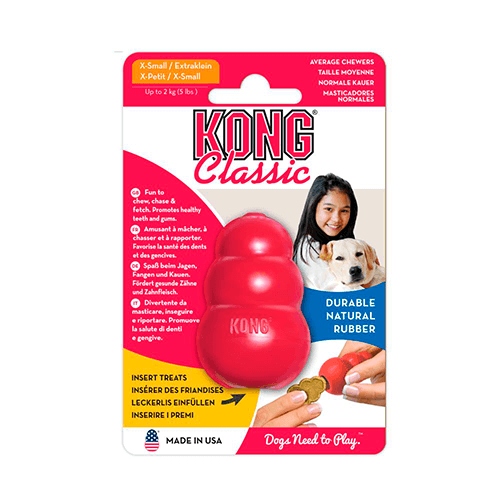 X-Small / Extraklein
X-Petit / X-Small
Up to 2 kg (5 lbs )
AVERAGE CHEWERS
TAILLE MOYENNE
NORMALE KAUER
MASTICADORES
NORMALES
KONG
Classic
GB Fun to
chew, chase &
fetch. Promotes healthy
teeth and gums.
FR Amusant à mâcher, à
chasser et à rapporter.
Favorise la santé des dents
et des gencives.
DE Spaß beim Jagen,
Fangen und Kauen.
Fördert gesunde Zähne
und Zahnfleisch.
IT Divertente da
masticare, inseguire
e riportare. Promuove
la salute di denti
e gengive.
KONG
DURABLE
NATURAL
RUBBER
INSERT TREATS
INSÉRER DES FRIANDISES
LECKERLIS EINFÜLLEN
INSERIRE I PREMI
MADE IN USA
Dogs Need to Play.™